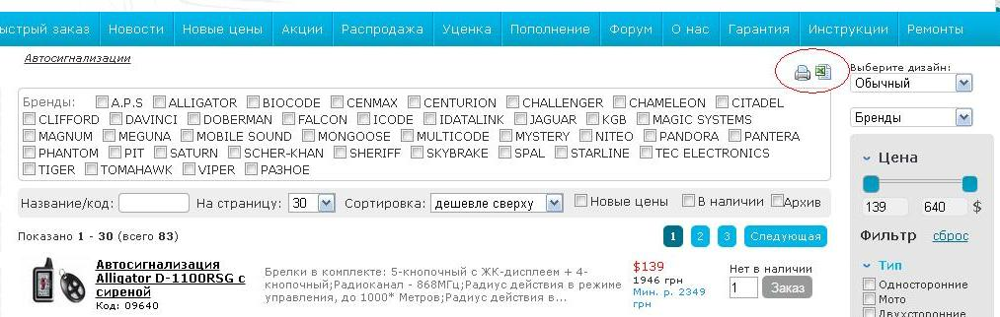 ыстрый заказ Новости Новые цены Акции Распродажа Уценка Пополнение Форум О нас Гарантия Инструкции Ремонты
Автосигнализации
Выберите дизайн:
Обычный
Бренды: A.P.S ALLIGATOR BIOCODE CENMAX CENTURION CHALLENGER CHAMELEON CITADEL
CLIFFORD DAVINCI DOBERMAN FALCON ICODE IDATALINK JAGUAR KGB MAGIC SYSTEMS
MAGNUM MEGUNA MOBILE SOUND MONGOOSE MULTICODE MYSTERY NITEO PANDORA PANTERA
PHANTOM PIT SATURN SCHER-KHAN SHERIFF SKYBRAKE SPAL STARLINE TEC ELECTRONICS
TIGER TOMAHAWK VIPER РАЗНОЕ
Бренды
Цена
139 640 $
Фильтр сброс
Тип
Односторонние
Мото
Двухсторонние
Название/код: На страницу: 30 Сортировка: дешевле сверху Новые цены В наличии Архив
Показано 1 - 30 (всего 83)
1 2 3 Следующая
Автосигнализация
Alligator D-1100RSG с
сиреной
Код: 09640
Брелки в комплекте: 5-кнопочный с ЖК-дисплеем + 4-
кнопочный;Радиоканал - 868МГц;Радиус действия в режиме
управления, до 1000* Метров;Радиус действия в...
$139
1946 грн
Мин. р. 2349
грн
Нет в наличии
1 Заказ